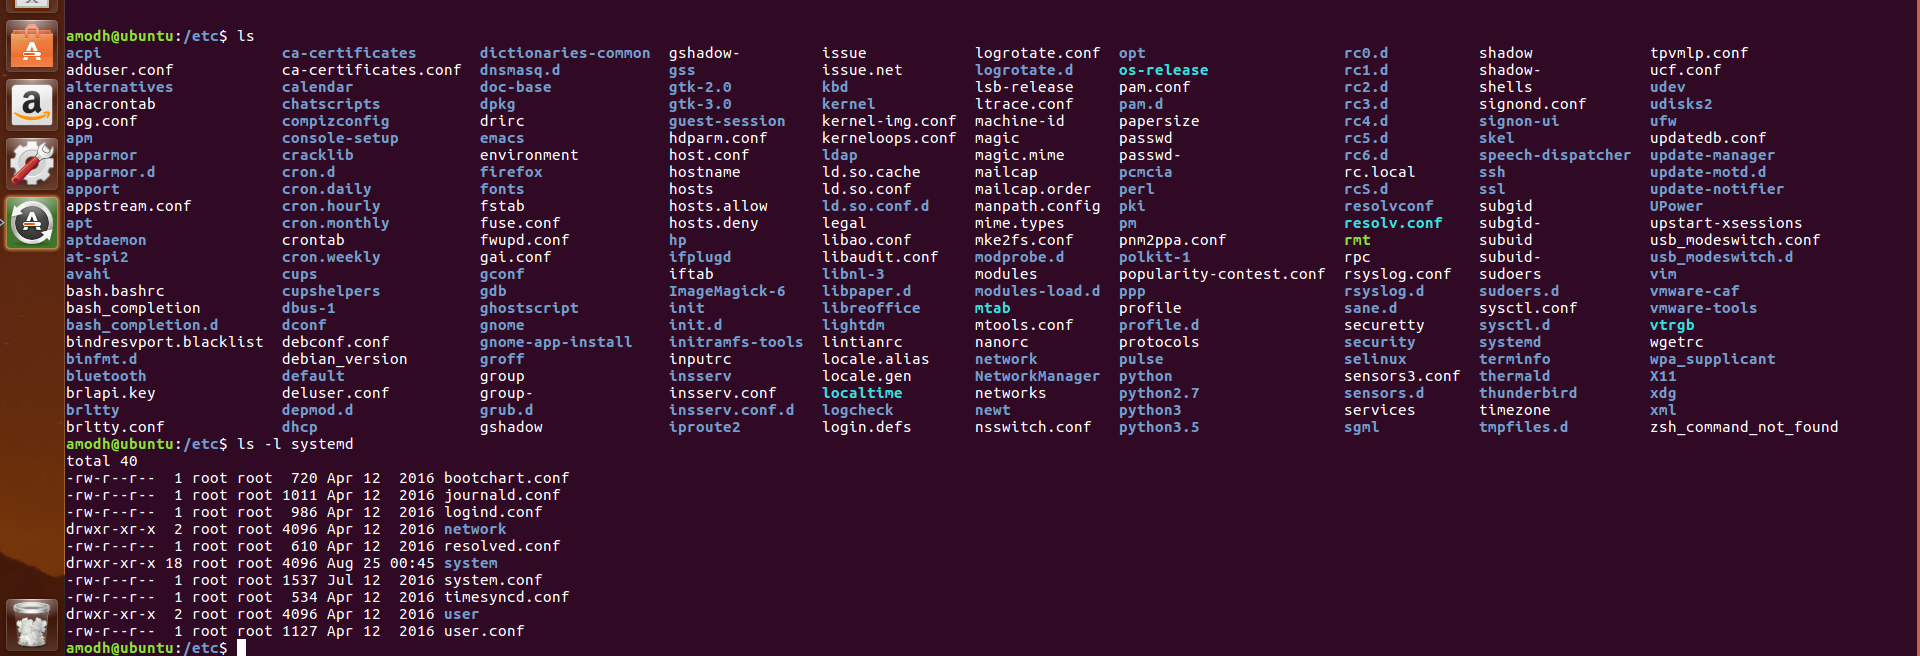 amodh@ubuntu:/etc$ ls
acpi ca-certificates dictionaries-common gshadow- issue logrotate.conf opt rc0.d shadow tpvmlp.conf
adduser.conf ca-certificates.conf dnsmasq.d gss issue.net logrotate.d os-release rc1.d shadow- ucf.conf
alternatives calendar doc-base gtk-2.0 kbd lsb-release pam.conf rc2.d shells udev
anacrontab chatscripts dpkg gtk-3.0 kernel ltrace.conf pam.d rc3.d signond.conf udisks2
apg.conf compizconfig drirc guest-session kernel-img.conf machine-id papersize rc4.d signon-ui ufw
apm console-setup emacs hdparm.conf kerneloops.conf magic passwd rc5.d skel updatedb.conf
apparmor cracklib environment host.conf ldap magic.mime passwd- rc6.d speech-dispatcher update-manager
apparmor.d cron.d firefox hostname ld.so.cache mailcap pcmcia rc.local ssh update-motd.d
apport cron.daily fonts hosts ld.so.conf mailcap.order perl rcS.d ssl update-notifier
appstream.conf cron.hourly fstab hosts.allow ld.so.conf.d manpath.config pki resolvconf subgid UPower
apt cron.monthly fuse.conf hosts.deny legal mime.types pm resolv.conf subgid- upstart-xsessions
aptdaemon crontab fwupd.conf hp libao.conf mke2fs.conf pnm2ppa.conf rmt subuid usb_modeswitch.conf
at-spi2 cron.weekly gai.conf ifplugd libaudit.conf modprobe.d polkit-1 rpc subuid- usb_modeswitch.d
avahi cups gconf iftab libnl-3 modules popularity-contest.conf rsyslog.conf sudoers vim
bash.bashrc cupshelpers gdb ImageMagick-6 libpaper.d modules-load.d ppp rsyslog.d sudoers.d vmware-caf
bash_completion dbus-1 ghostscript init libreoffice mtab profile sane.d sysctl.conf vmware-tools
bash_completion.d dconf gnome init.d lightdm mtools.conf profile.d securetty sysctl.d vtrgb
bindresvport.blacklist debconf.conf gnome-app-install initramfs-tools lintianrc nanorc protocols security systemd wgetrc
binfmt.d debian_version groff inputrc locale.alias network pulse selinux terminfo wpa_supplicant
bluetooth default group insserv locale.gen NetworkManager python sensors3.conf thermald X11
brlapi.key deluser.conf group- insserv.conf localtime networks python2.7 sensors.d thunderbird xdg
brltty depmod.d grub.d insserv.conf.d logcheck newt python3 services timezone xml
brltty.conf dhcp gshadow iproute2 login.defs nsswitch.conf python3.5 sgml tmpfiles.d zsh_command_not_found
amodh@ubuntu:/etc$ ls -l systemd
total 40
-rw-r--r-- 1 root root 720 Apr 12 2016 bootchart.conf
-rw-r--r-- 1 root root 1011 Apr 12 2016 journald.conf
-rw-r--r-- 1 root root 986 Apr 12 2016 logind.conf
drwxr-xr-x 2 root root 4096 Apr 12 2016 network
-rw-r--r-- 1 root root 610 Apr 12 2016 resolved.conf
drwxr-xr-x 18 root root 4096 Aug 25 00:45 system
-rw-r--r-- 1 root root 1537 Jul 12 2016 system.conf
-rw-r--r-- 1 root root 534 Apr 12 2016 timesyncd.conf
drwxr-xr-x 2 root root 4096 Apr 12 2016 user
-rw-r--r-- 1 root root 1127 Apr 12 2016 user.conf
amodh@ubuntu:/etc$